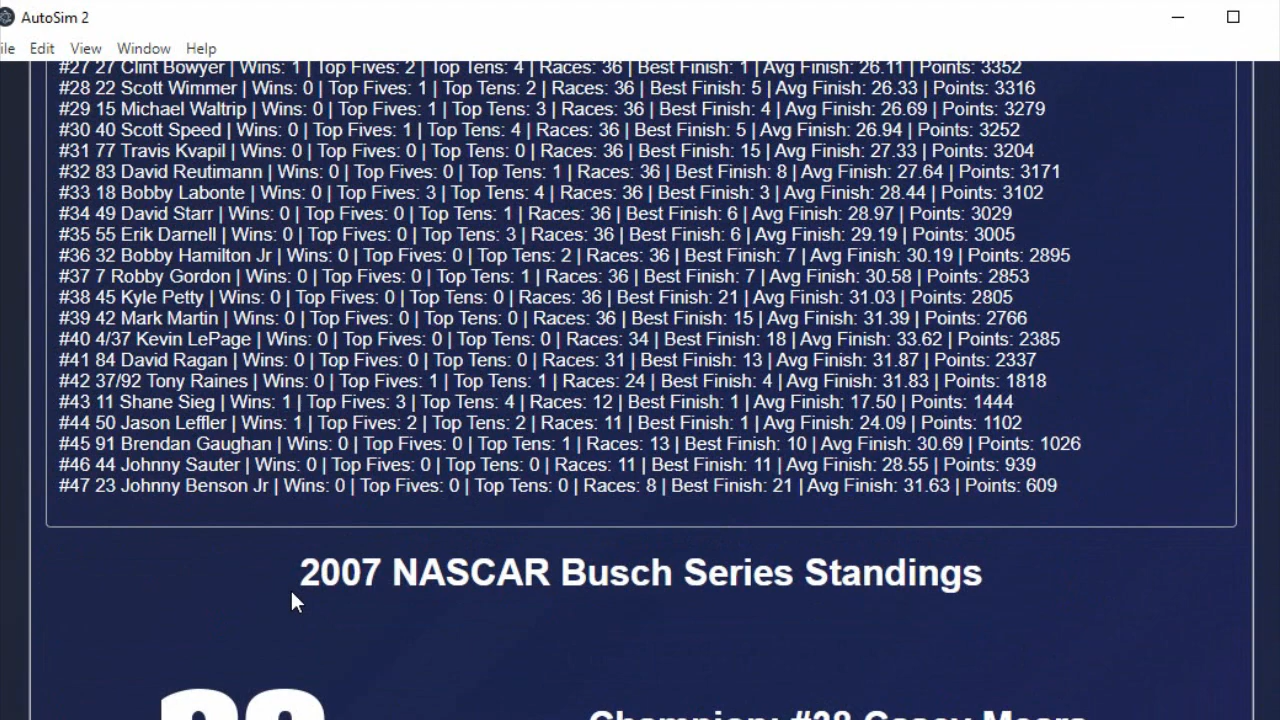 AutoSim 2
ile Edit View Window Help
#27 27 Clint Bowyer | Wins: 1 | Top Fives: 2 | Top Tens: 4 | Races: 36 | Best Finish: 1 | Avg Finish: 26.11 | Points: 3352
#28 22 Scott Wimmer | Wins: 0 | Top Fives: 1 | Top Tens: 2 | Races: 36 | Best Finish: 5 | Avg Finish: 26.33 | Points: 3316
#29 15 Michael Waltrip | Wins: 0 | Top Fives: 1 | Top Tens: 3 | Races: 36 | Best Finish: 4 | Avg Finish: 26.69 | Points: 3279
#30 40 Scott Speed | Wins: 0 | Top Fives: 1 | Top Tens: 4 | Races: 36 | Best Finish: 5 | Avg Finish: 26.94 | Points: 3252
#31 77 Travis Kvapil | Wins: 0 | Top Fives: 0 | Top Tens: 0 | Races: 36 | Best Finish: 15 | Avg Finish: 27.33 | Points: 3204
#32 83 David Reutimann | Wins: 0 | Top Fives: 0 | Top Tens: 1 | Races: 36 | Best Finish: 8 | Avg Finish: 27.64 | Points: 3171
#33 18 Bobby Labonte | Wins: 0 | Top Fives: 3 | Top Tens: 4 | Races: 36 | Best Finish: 3 | Avg Finish: 28.44 | Points: 3102
#34 49 David Starr | Wins: 0 | Top Fives: 0 | Top Tens: 1 | Races: 36 | Best Finish: 6 | Avg Finish: 28.97 | Points: 3029
#35 55 Erik Darnell | Wins: 0 | Top Fives: 0 | Top Tens: 3 | Races: 36 | Best Finish: 6 | Avg Finish: 29.19 | Points: 3005
#36 32 Bobby Hamilton Jr | Wins: 0 | Top Fives: 0 | Top Tens: 2 | Races: 36 | Best Finish: 7 | Avg Finish: 30.19 | Points: 2895
#37 7 Robby Gordon | Wins: 0 | Top Fives: 0 | Top Tens: 1 | Races: 36 | Best Finish: 7 | Avg Finish: 30.58 | Points: 2853
#38 45 Kyle Petty | Wins: 0 | Top Fives: 0 | Top Tens: 0 | Races: 36 | Best Finish: 21 | Avg Finish: 31.03 | Points: 2805
#39 42 Mark Martin | Wins: 0 | Top Fives: 0 | Top Tens: 0 | Races: 36 | Best Finish: 15 | Avg Finish: 31.39 | Points: 2766
#40 4/37 Kevin LePage | Wins: 0 | Top Fives: 0 | Top Tens: 0 | Races: 34 | Best Finish: 18 | Avg Finish: 33.62 | Points: 2385
#41 84 David Ragan | Wins: 0 | Top Fives: 0 | Top Tens: 0 | Races: 31 | Best Finish: 13 | Avg Finish: 31.87 | Points: 2337
#42 37/92 Tony Raines | Wins: 0 | Top Fives: 1 | Top Tens: 1 | Races: 24 | Best Finish: 4 | Avg Finish: 31.83 | Points: 1818
#43 11 Shane Sieg | Wins: 1 | Top Fives: 3 | Top Tens: 4 | Races: 12 | Best Finish: 1 | Avg Finish: 17.50 | Points: 1444
#44 50 Jason Leffler | Wins: 1 | Top Fives: 2 | Top Tens: 2 | Races: 11 | Best Finish: 1 | Avg Finish: 24.09 | Points: 1102
#45 91 Brendan Gaughan | Wins: 0 | Top Fives: 0 | Top Tens: 1 | Races: 13 | Best Finish: 10 | Avg Finish: 30.69 | Points: 1026
#46 44 Johnny Sauter | Wins: 0 | Top Fives: 0 | Top Tens: 0 | Races: 11 | Best Finish: 11 | Avg Finish: 28.55 | Points: 939
#47 23 Johnny Benson Jr | Wins: 0 | Top Fives: 0 | Top Tens: 0 | Races: 8 | Best Finish: 21 | Avg Finish: 31.63 | Points: 609
2007 NASCAR Busch Series Standings
Champion: #38 Casey Mears